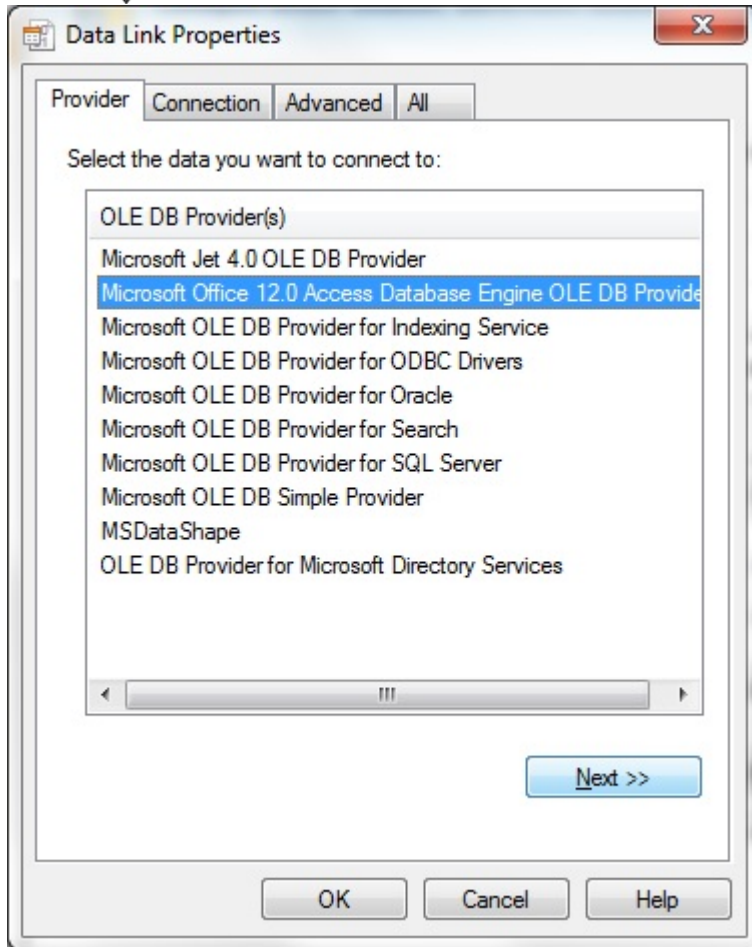 Data Link Properties
Provider Connection Advanced All
Select the data you want to connect to:
OLE DB Provider(s)
Microsoft Jet 4.0 OLE DB Provider
Microsoft Office 12.0 Access Database Engine OLE DB Provide
Microsoft OLE DB Provider for Indexing Service
Microsoft OLE DB Provider for ODBC Drivers
Microsoft OLE DB Provider for Oracle
Microsoft OLE DB Provider for Search
Microsoft OLE DB Provider for SQL Server
Microsoft OLE DB Simple Provider
MSDataShape
OLE DB Provider for Microsoft Directory Services
Next >>
OK Cancel Help